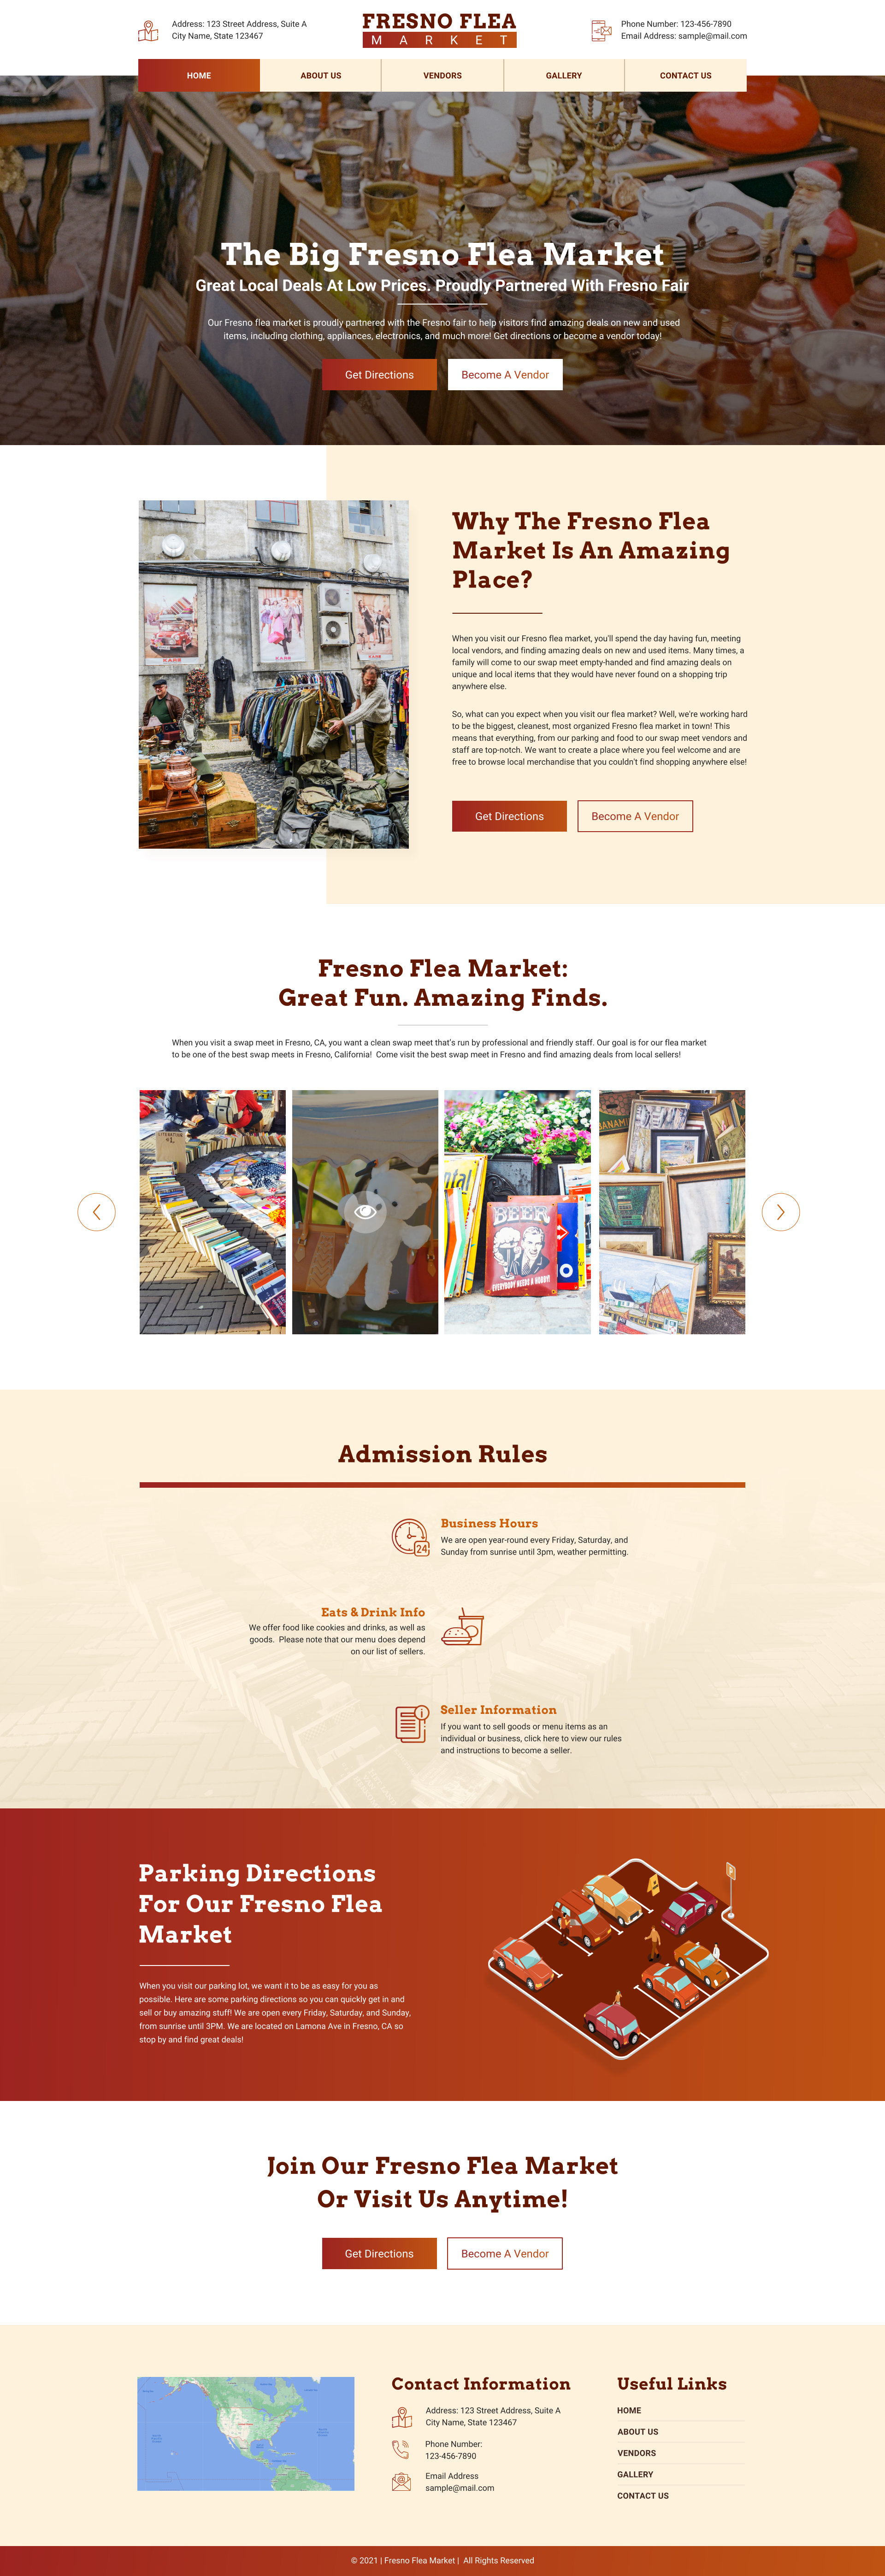 Address: 123 Street Address, Suite A
City Name, State 123467
FRESNO FLEA
MARKET
Phone Number: 123-456-7890
Email Address: sample@mail.com
HOME
ABOUT US
VENDORS
GALLERY
CONTACT US
The Big Fresno Flea Market
Great Local Deals At Low Prices. Proudly Partnered With Fresno Fair
Our Fresno flea market is proudly partnered with the Fresno fair to help visitors find amazing deals on new and used
items, including clothing, appliances, electronics, and much more! Get directions or become a vendor today!
Get Directions
Become A Vendor
Why The Fresno Flea
Market Is An Amazing
Place?
When you visit our Fresno flea market, you'll spend the day having fun, meeting
local vendors, and finding amazing deals on new and used items. Many times, a
family will come to our swap meet empty-handed and find amazing deals on
unique and local items that they would have never found on a shopping trip
anywhere else.
So, what can you expect when you visit our flea market? Well, we're working hard
to be the biggest, cleanest, most organized Fresno flea market in town! This
means that everything, from our parking and food to our swap meet vendors and
staff are top-notch. We want to create a place where you feel welcome and are
free to browse local merchandise that you couldn't find shopping anywhere else!
Get Directions
Become A Vendor
Fresno Flea Market:
Great Fun. Amazing Finds.
When you visit a swap meet in Fresno, CA, you want a clean swap meet that's run by professional and friendly staff. Our goal is for our flea market
to be one of the best swap meets in Fresno, California!  Come visit the best swap meet in Fresno and find amazing deals from local sellers!
BEER
EVERYBODY NEEDS A HOBBY!
Admission Rules
24
Business Hours
We are open year-round every Friday, Saturday, and
Sunday from sunrise until 3pm, weather permitting.
Eats & Drink Info
We offer food like cookies and drinks, as well as
goods.  Please note that our menu does depend
on our list of sellers.
Seller Information
If you want to sell goods or menu items as an
individual or business, click here to view our rules
and instructions to become a seller.
Parking Directions
For Our Fresno Flea
Market
When you visit our parking lot, we want it to be as easy for you as
possible. Here are some parking directions so you can quickly get in and
sell or buy amazing stuff! We are open every Friday, Saturday, and Sunday,
from sunrise until 3PM. We are located on Lamona Ave in Fresno, CA so
stop by and find great deals!
Join Our Fresno Flea Market
Or Visit Us Anytime!
Get Directions
Become A Vendor
Contact Information
Address: 123 Street Address, Suite A
City Name, State 123467
Phone Number:
123-456-7890
Email Address
sample@mail.com
Useful Links
HOME
ABOUT US
VENDORS
GALLERY
CONTACT US
© 2021 | Fresno Flea Market |  All Rights Reserved